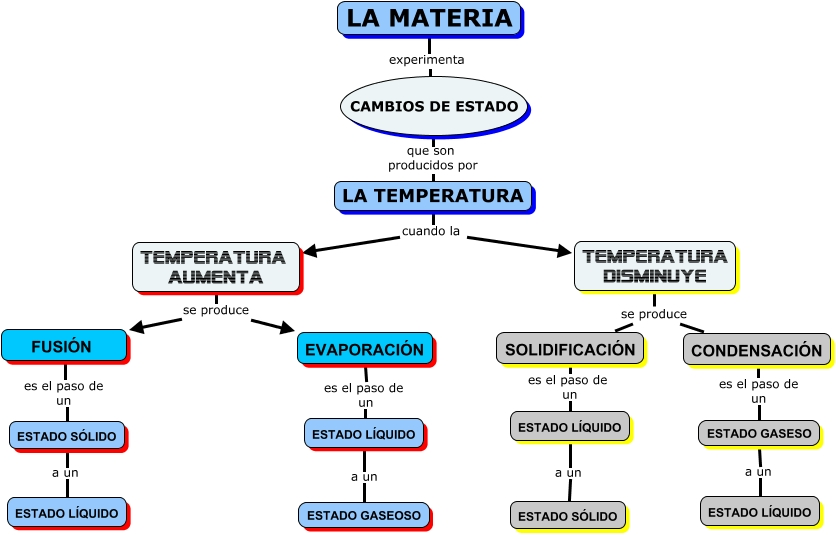 LA MATERIA
experimenta
CAMBIOS DE ESTADO
que son
producidos por
LA TEMPERATURA
cuando la
TEMPERATURA
AUMENTA
TEMPERATURA
DISMINUYE
se produce
se produce
FUSIÓN
EVAPORACIÓN
SOLIDIFICACIÓN
CONDENSACIÓN
es el paso de
un
es el paso de
un
es el paso de
un
es el paso de
un
ESTADO SÓLIDO
ESTADO LÍQUIDO
ESTADO LÍQUIDO
ESTADO GASESO
a un
a un
a un
a un
ESTADO LÍQUIDO
ESTADO GASEOSO
ESTADO SÓLIDO
ESTADO LÍQUIDO